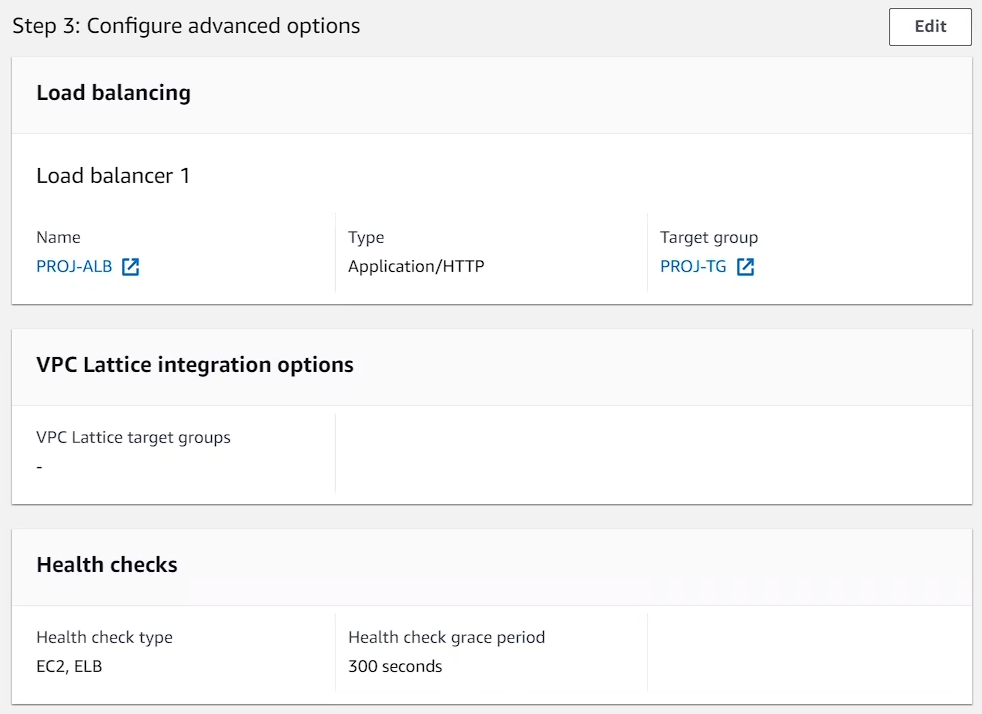 Step 3: Configure advanced options
Edit
Load balancing
Load balancer 1
Name
Type
Target group
PROJ-ALB
Application/HTTP
PROJ-TG
VPC Lattice integration options
VPC Lattice target groups
-
Health checks
Health check type
Health check grace period
EC2, ELB
300 seconds